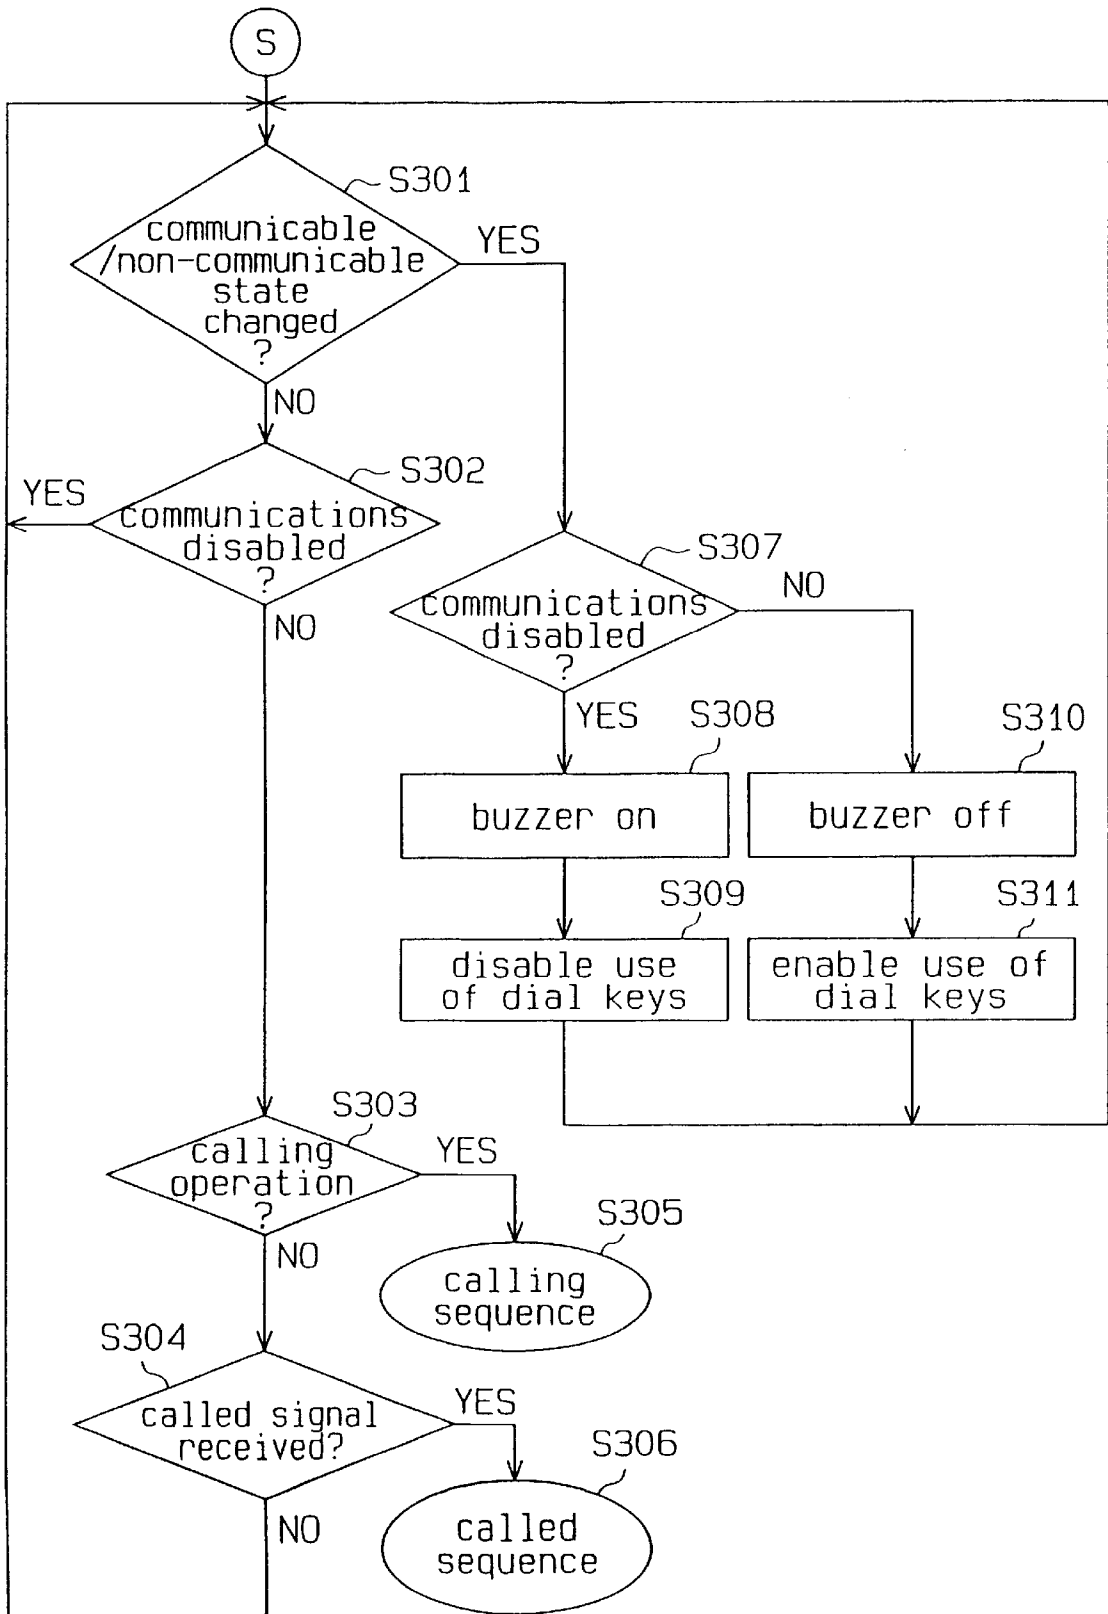 S
S301
communicable
/non-communicable
state
changed
?
YES
NO
S302
YES
communications
disabled
?
NO
S307
communications
disabled
?
NO
YES
S308
buzzer on
S310
buzzer off
S309
disable use
of dial keys
S311
enable use of
dial keys
S303
calling
operation
?
YES
NO
S305
calling
sequence
S304
called signal
received?
YES
NO
S306
called
sequence